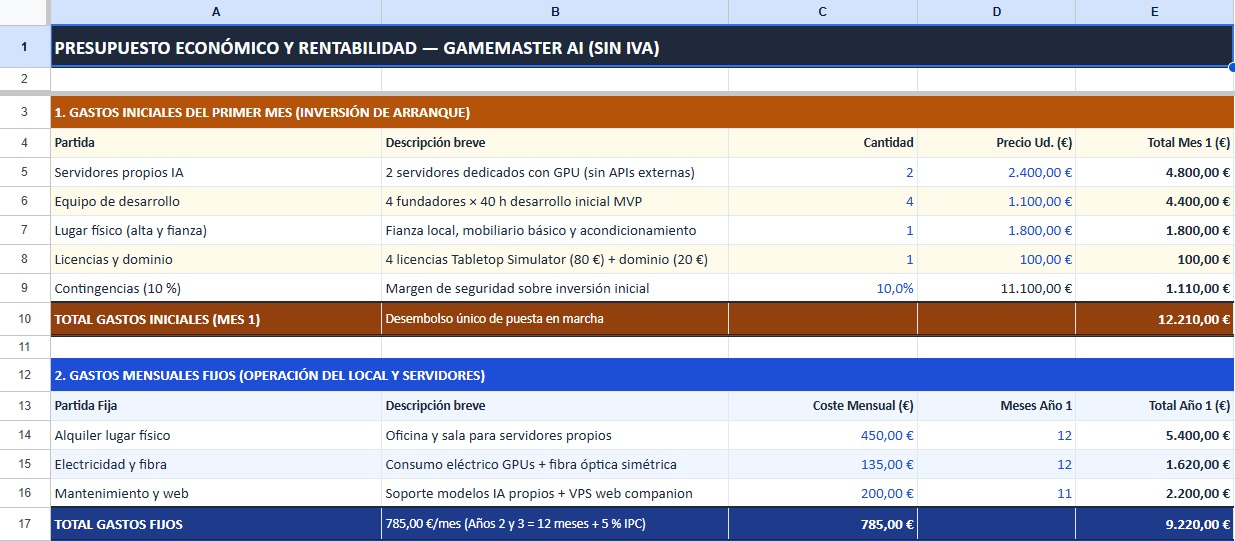 A B C D E
1 PRESUPUESTO ECONÓMICO Y RENTABILIDAD — GAMEMASTER AI (SIN IVA)
2
3 1. GASTOS INICIALES DEL PRIMER MES (INVERSIÓN DE ARRANQUE)
4 Partida Descripción breve Cantidad Precio Ud. (€) Total Mes 1 (€)
5 Servidores propios IA 2 servidores dedicados con GPU (sin APIs externas) 2 2.400,00 € 4.800,00 €
6 Equipo de desarrollo 4 fundadores × 40 h desarrollo inicial MVP 4 1.100,00 € 4.400,00 €
7 Lugar físico (alta y fianza) Fianza local, mobiliario básico y acondicionamiento 1 1.800,00 € 1.800,00 €
8 Licencias y dominio 4 licencias Tabletop Simulator (80 €) + dominio (20 €) 1 100,00 € 100,00 €
9 Contingencias (10 %) Margen de seguridad sobre inversión inicial 10,0% 11.100,00 € 1.110,00 €
10 TOTAL GASTOS INICIALES (MES 1) Desembolso único de puesta en marcha 12.210,00 €
11
12 2. GASTOS MENSUALES FIJOS (OPERACIÓN DEL LOCAL Y SERVIDORES)
13 Partida Fija Descripción breve Coste Mensual (€) Meses Año 1 Total Año 1 (€)
14 Alquiler lugar físico Oficina y sala para servidores propios 450,00 € 12 5.400,00 €
15 Electricidad y fibra Consumo eléctrico GPUs + fibra óptica simétrica 135,00 € 12 1.620,00 €
16 Mantenimiento y web Soporte modelos IA propios + VPS web companion 200,00 € 11 2.200,00 €
17 TOTAL GASTOS FIJOS 785,00 €/mes (Años 2 y 3 = 12 meses + 5 % IPC) 785,00 € 9.220,00 €